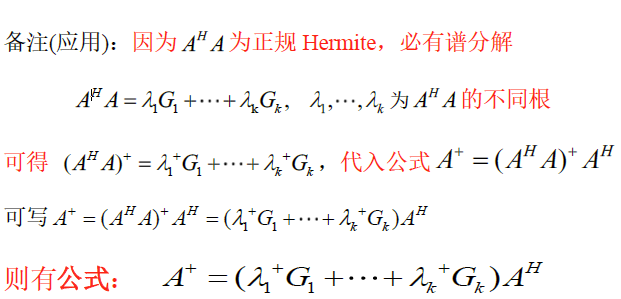 备注(应用)：因为 $A^H A$ 为正规 Hermite，必有谱分解
$A^H A = \lambda_1 G_1 + \cdots + \lambda_k G_k, \ \lambda_1, \cdots, \lambda_k$ 为 $A^H A$ 的不同根
可得 $(A^H A)^+ = \lambda_1^+ G_1 + \cdots + \lambda_k^+ G_k$，代入公式 $A^+ = (A^H A)^+ A^H$
可写 $A^+ = (A^H A)^+ A^H = (\lambda_1^+ G_1 + \cdots + \lambda_k^+ G_k) A^H$
则有公式： $A^+ = (\lambda_1^+ G_1 + \cdots + \lambda_k^+ G_k) A^H$